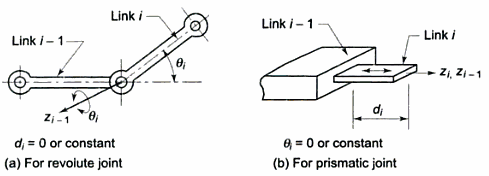 Link i
Link i – 1
θi
zi – 1
θi
di = 0 or constant
(a) For revolute joint
Link i – 1
Link i
zi, zi – 1
di
θi = 0 or constant
(b) For prismatic joint